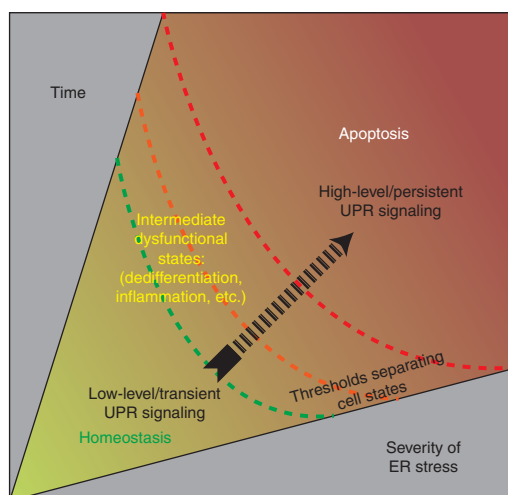 Time
Apoptosis
High-level/persistent
UPR signaling
Intermediate
dysfunctional
states:
(dedifferentiation,
inflammation, etc.)
Thresholds separating
cell states
Low-level/transient
UPR signaling
Homeostasis
Severity of
ER stress